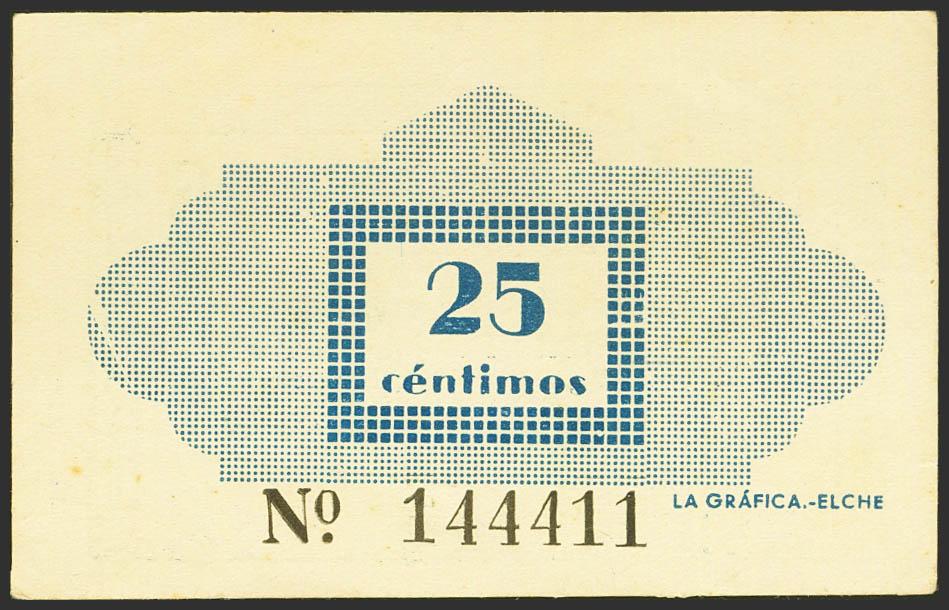 25
céntimos
Nº. 144411
LA GRÁFICA.-ELCHE